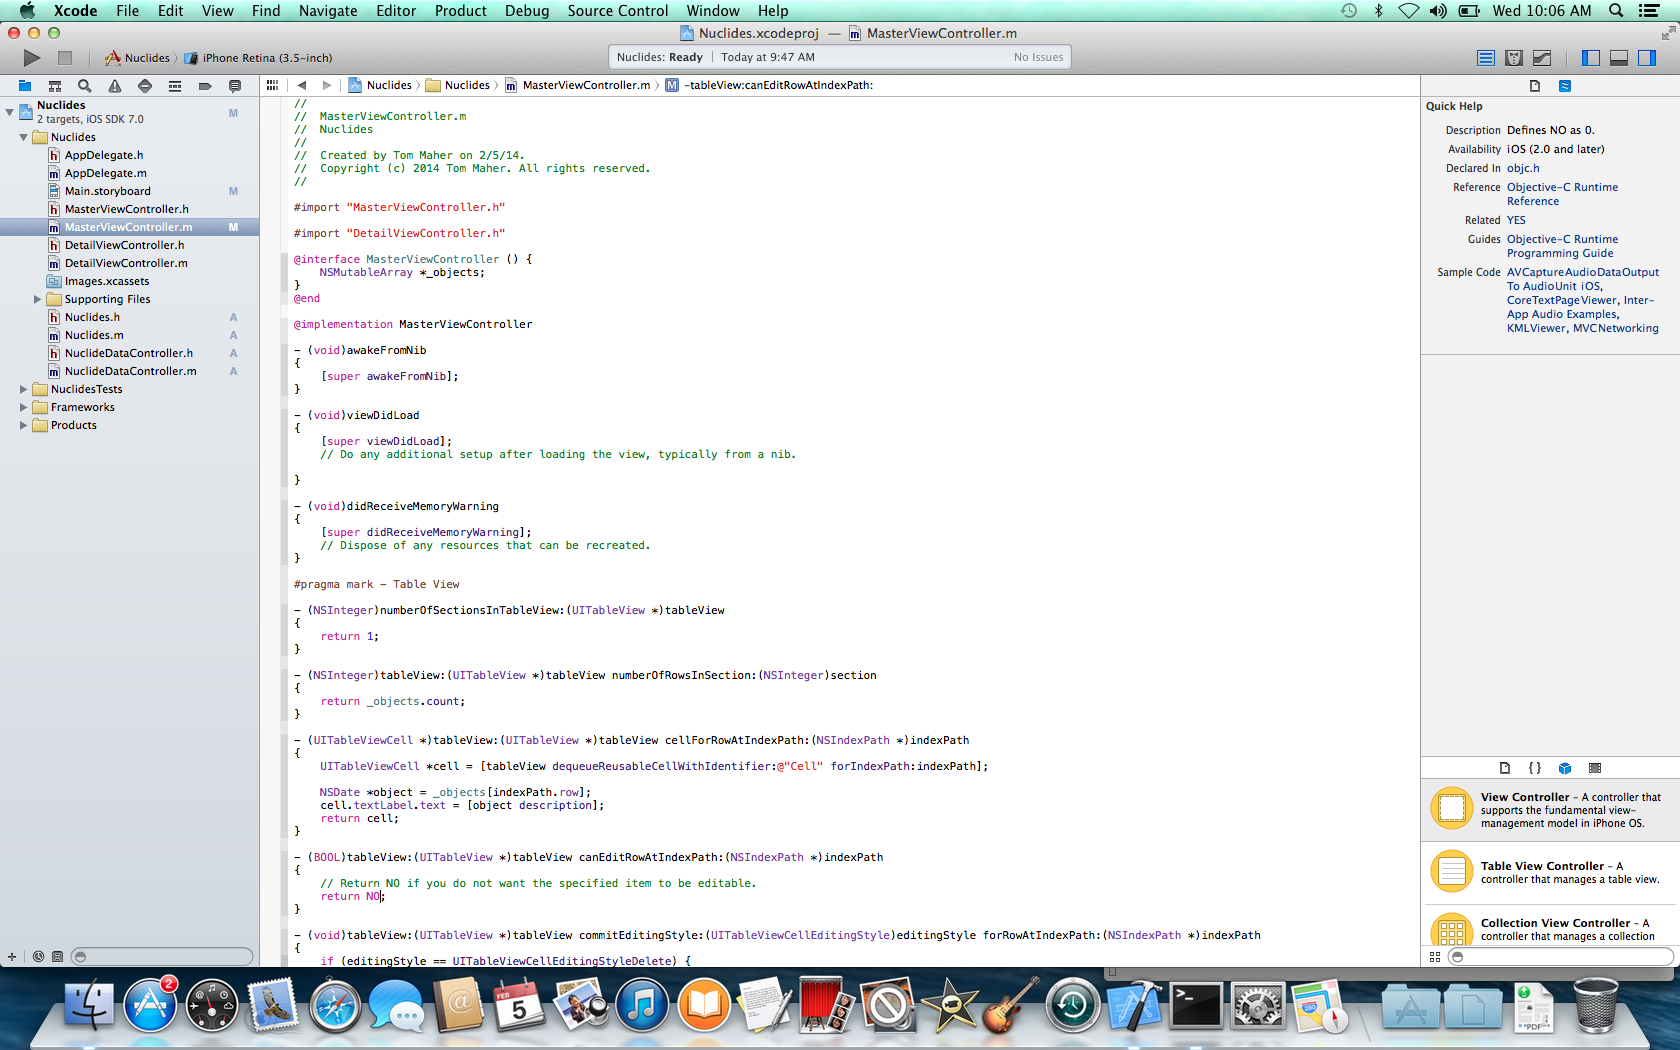 Xcode File Edit View Find Navigate Editor Product Debug Source Control Window Help Wed 10:06 AM
Nuclides.xcodeproj — MasterViewController.m
Nuclides iPhone Retina (3.5-inch)
Nuclides: Ready Today at 9:47 AM No Issues
Nuclides Nuclides MasterViewController.m M -tableView:canEditRowAtIndexPath:
Nuclides M
2 targets, iOS SDK 7.0
Nuclides
h AppDelegate.h
m AppDelegate.m
Main.storyboard M
h MasterViewController.h
m MasterViewController.m M
h DetailViewController.h
m DetailViewController.m
Images.xcassets
Supporting Files
h Nuclides.h A
m Nuclides.m A
h NuclideDataController.h A
m NuclideDataController.m A
NuclidesTests
Frameworks
Products
//
// MasterViewController.m
// Nuclides
//
// Created by Tom Maher on 2/5/14.
// Copyright (c) 2014 Tom Maher. All rights reserved.
//
#import "MasterViewController.h"
#import "DetailViewController.h"
@interface MasterViewController () {
NSMutableArray *_objects;
}
@end
@implementation MasterViewController
- (void)awakeFromNib
{
[super awakeFromNib];
}
- (void)viewDidLoad
{
[super viewDidLoad];
// Do any additional setup after loading the view, typically from a nib.
}
- (void)didReceiveMemoryWarning
{
[super didReceiveMemoryWarning];
// Dispose of any resources that can be recreated.
}
#pragma mark - Table View
- (NSInteger)numberOfSectionsInTableView:(UITableView *)tableView
{
return 1;
}
- (NSInteger)tableView:(UITableView *)tableView numberOfRowsInSection:(NSInteger)section
{
return _objects.count;
}
- (UITableViewCell *)tableView:(UITableView *)tableView cellForRowAtIndexPath:(NSIndexPath *)indexPath
{
UITableViewCell *cell = [tableView dequeueReusableCellWithIdentifier:@"Cell" forIndexPath:indexPath];
NSDate *object = _objects[indexPath.row];
cell.textLabel.text = [object description];
return cell;
}
- (BOOL)tableView:(UITableView *)tableView canEditRowAtIndexPath:(NSIndexPath *)indexPath
{
// Return NO if you do not want the specified item to be editable.
return NO;
}
- (void)tableView:(UITableView *)tableView commitEditingStyle:(UITableViewCellEditingStyle)editingStyle forRowAtIndexPath:(NSIndexPath *)indexPath
{
if (editingStyle == UITableViewCellEditingStyleDelete) {
Quick Help
Description Defines NO as 0.
Availability iOS (2.0 and later)
Declared In objc.h
Reference Objective-C Runtime
Reference
Related YES
Guides Objective-C Runtime
Programming Guide
Sample Code AVCaptureAudioDataOutput
To AudioUnit iOS,
CoreTextPageViewer, Inter-
App Audio Examples,
KMLViewer, MVCNetworking
{ }
View Controller - A controller that
supports the fundamental view-
management model in iPhone OS.
Table View Controller - A
controller that manages a table view.
Collection View Controller - A
controller that manages a collection
2
FEB
5
PDF